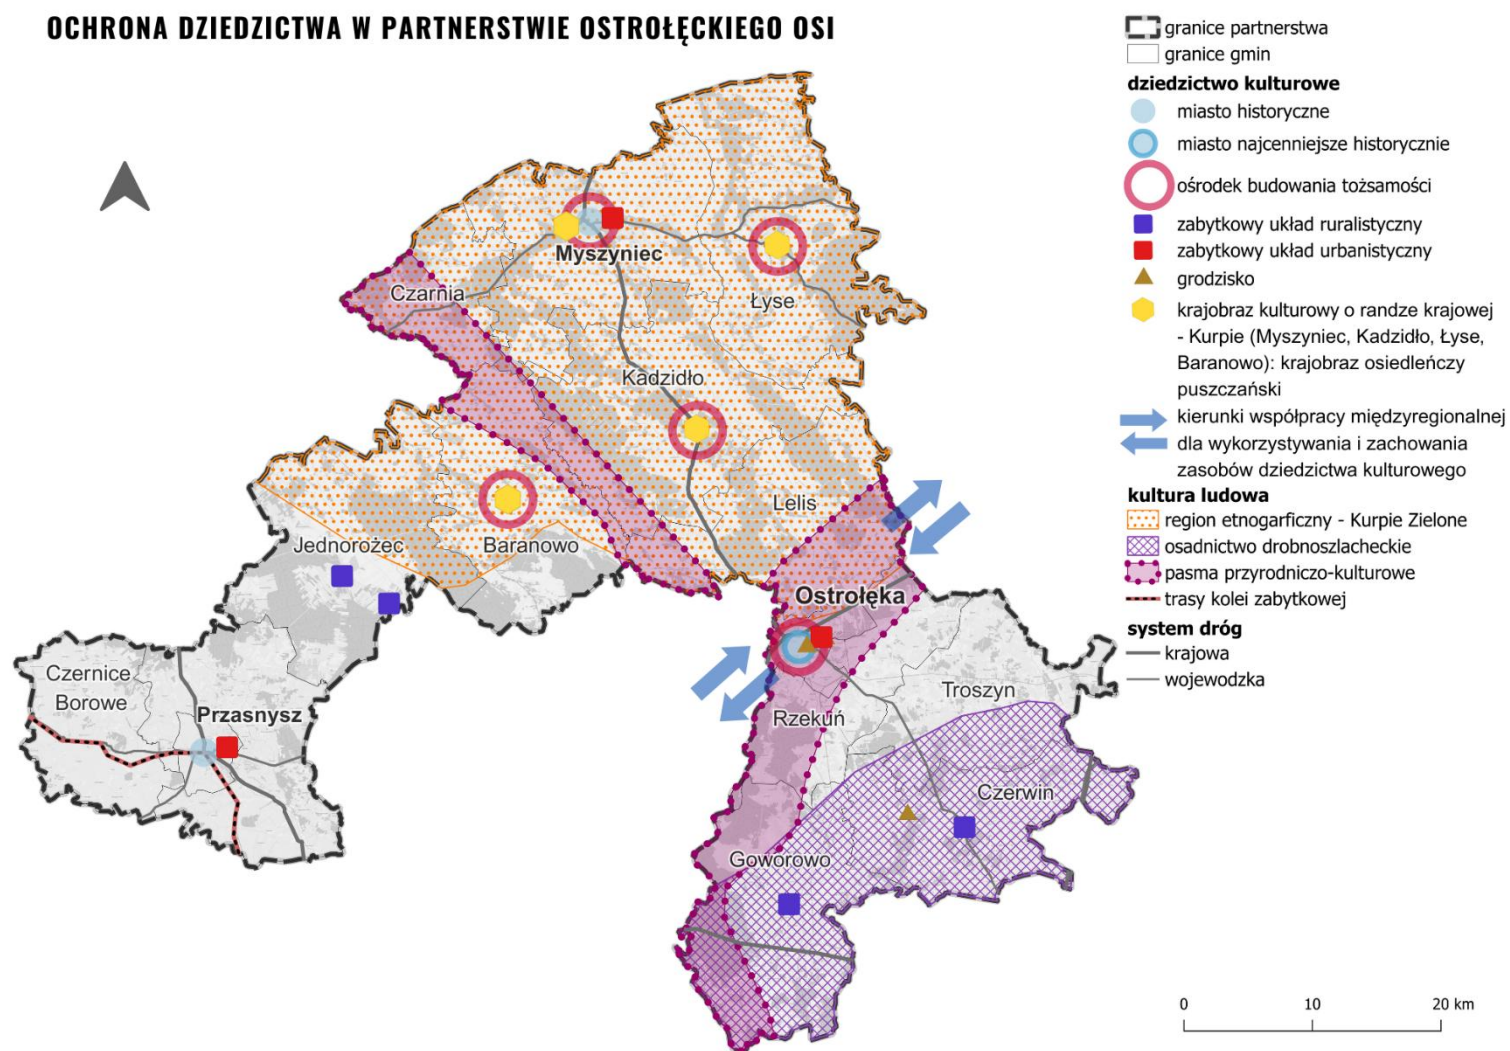 OCHRONA DZIEDZICTWA W PARTNERSTWIE OSTROŁĘCKIEGO OSI
granice partnerstwa
granice gmin
dziedzictwo kulturowe
miasto historyczne
miasto najcenniejsze historycznie
ośrodek budowania tożsamości
zabytkowy układ ruralistyczny
zabytkowy układ urbanistyczny
grodzisko
krajobraz kulturowy o randze krajowej
- Kurpie (Myszyniec, Kadzidło, Łyse,
Baranowo): krajobraz osiedleńczy
puszczański
kierunki współpracy międzyregionalnej
dla wykorzystywania i zachowania
zasobów dziedzictwa kulturowego
kultura ludowa
region etnogarficzny - Kurpie Zielone
osadnictwo drobnoszlacheckie
pasma przyrodniczo-kulturowe
trasy kolei zabytkowej
system dróg
krajowa
wojewodzka
Myszyniec
Czarnia
Łyse
Kadzidło
Lelis
Jednorożec
Baranowo
Ostrołęka
Czernice
Borowe
Przasnysz
Troszyn
Rzekuń
Czerwin
Goworowo
0 10 20 km